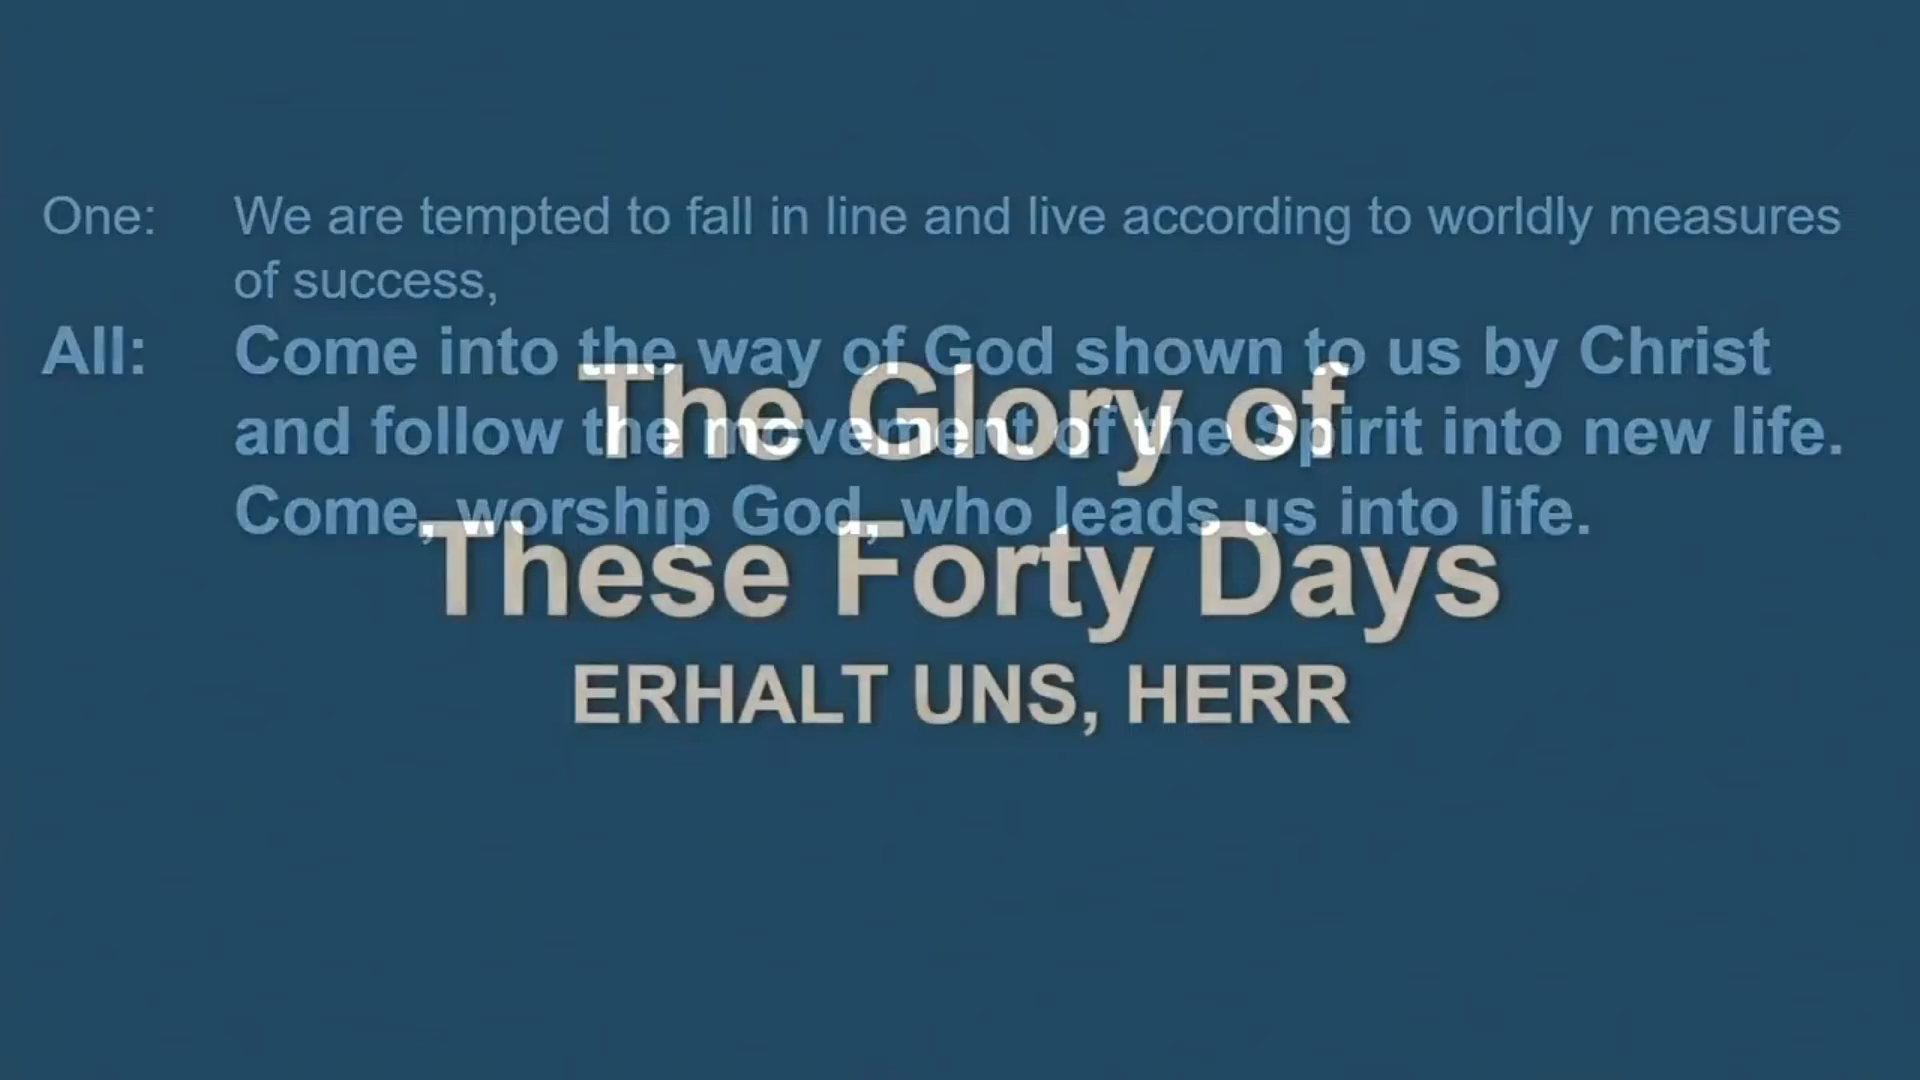 One: We are tempted to fall in line and live according to worldly measures
of success,
All: Come into the way of God shown to us by Christ
and follow the movement of the Spirit into new life.
Come, worship God, who leads us into life.
The Glory of
These Forty Days
ERHALT UNS, HERR